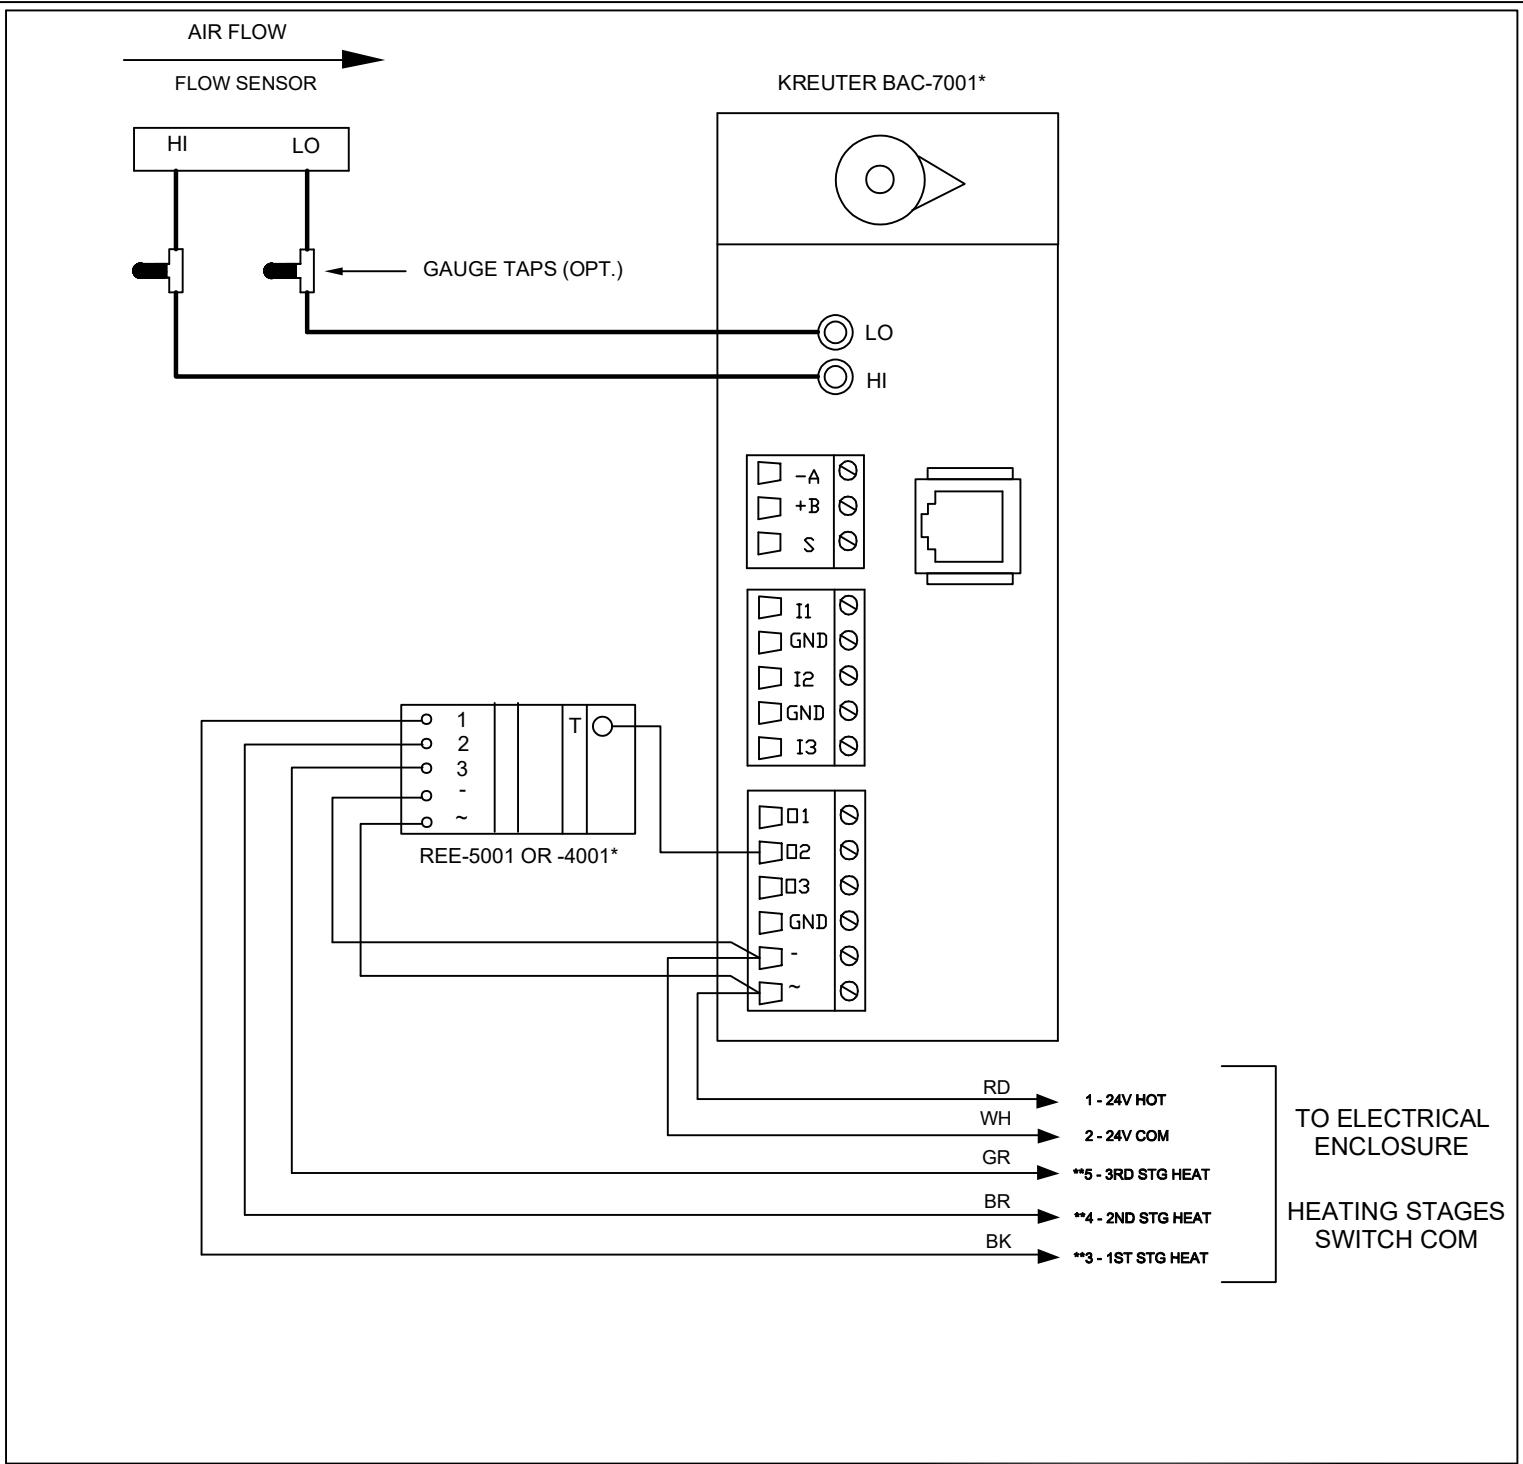 AIR FLOW
FLOW SENSOR
HI
LO
GAUGE TAPS (OPT.)
KREUTER BAC-7001*
LO
HI
-A
+B
S
I1
GND
I2
GND
I3
1
2
3
-
~
T
REE-5001 OR -4001*
O1
O2
O3
GND
-
~
RD
1 - 24V HOT
WH
2 - 24V COM
GR
**5 - 3RD STG HEAT
BR
**4 - 2ND STG HEAT
BK
**3 - 1ST STG HEAT
TO ELECTRICAL
ENCLOSURE
HEATING STAGES
SWITCH COM